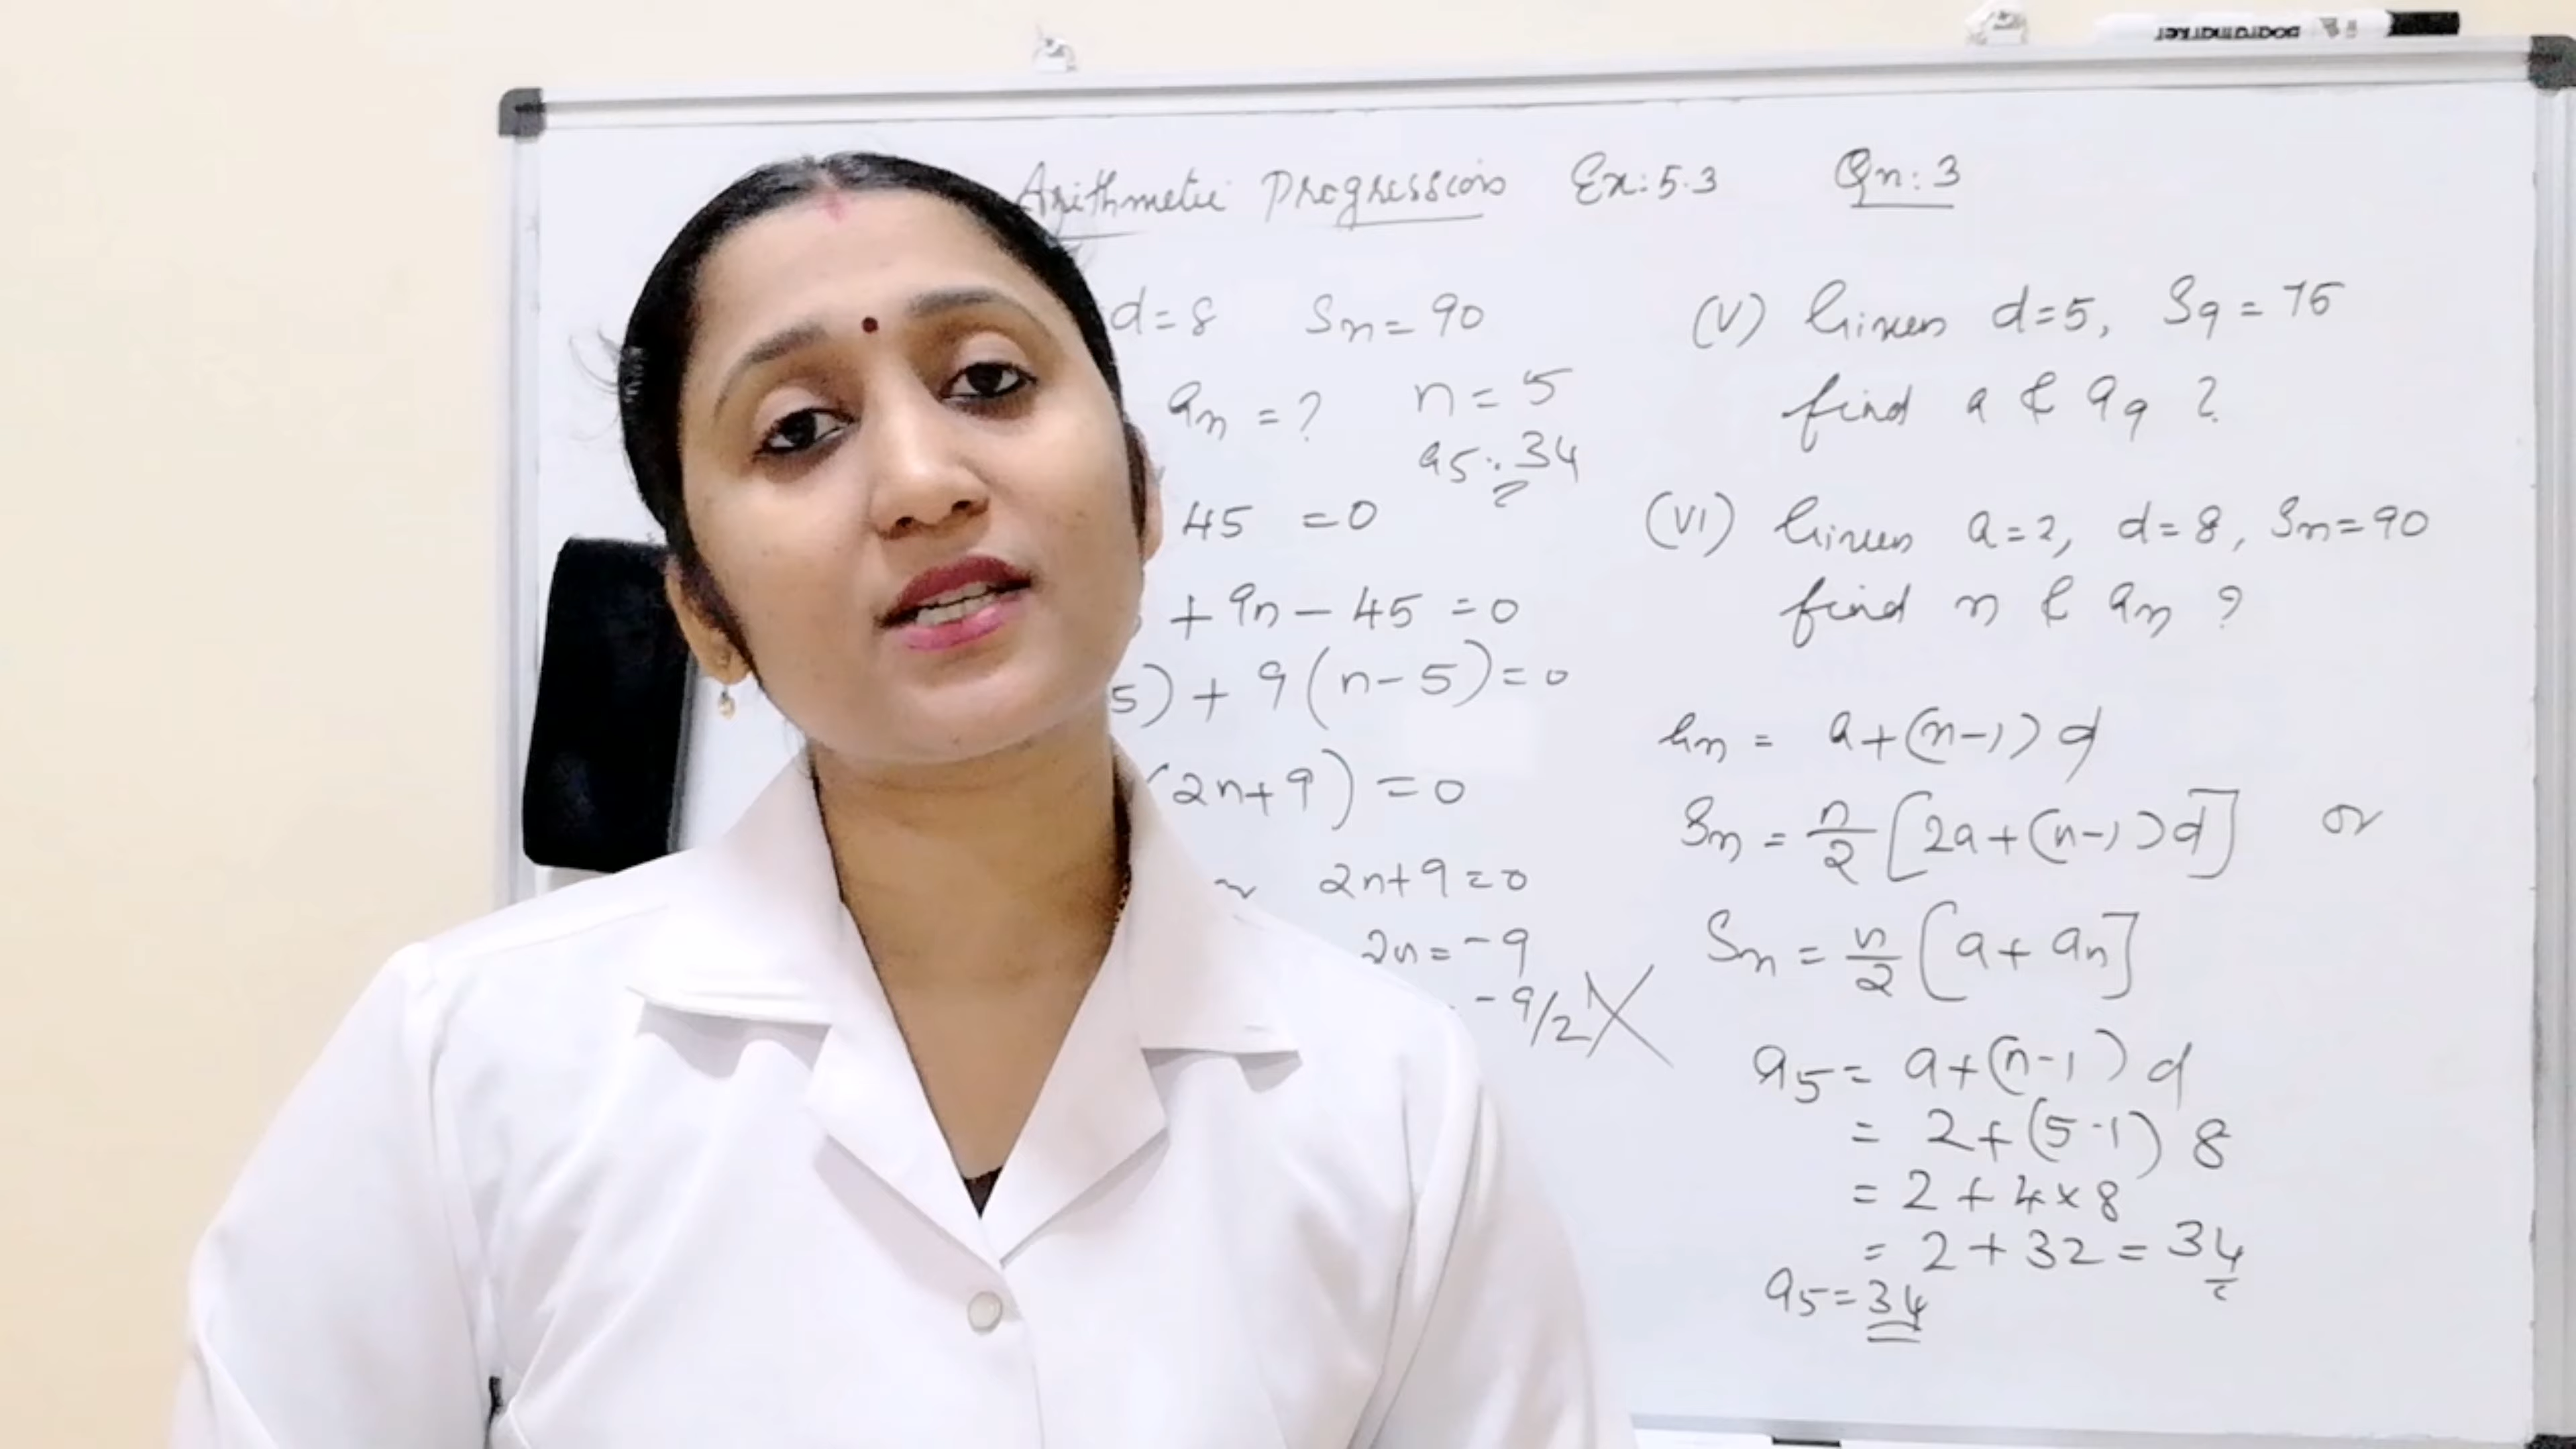 boardmarker
Arithmetic Progression Ex: 5.3 Qn: 3
d=8 Sn = 90
an = ? n = 5
a5 = 34
45 = 0
+ 9n - 45 = 0
5) + 9(n-5) = 0
(2n+9) = 0
2n+9=0
2n = -9
-9/2
(V) Given d=5, S9 = 75
find a & a9 ?
(VI) Given a=2, d=8, Sn=90
find n & an ?
an = a+(n-1) d
Sn = n/2 [2a+(n-1)d] or
Sn = n/2 [a + an]
a5 = a+(n-1) d
= 2+(5-1) 8
= 2 + 4 x 8
= 2 + 32 = 34
a5 = 34